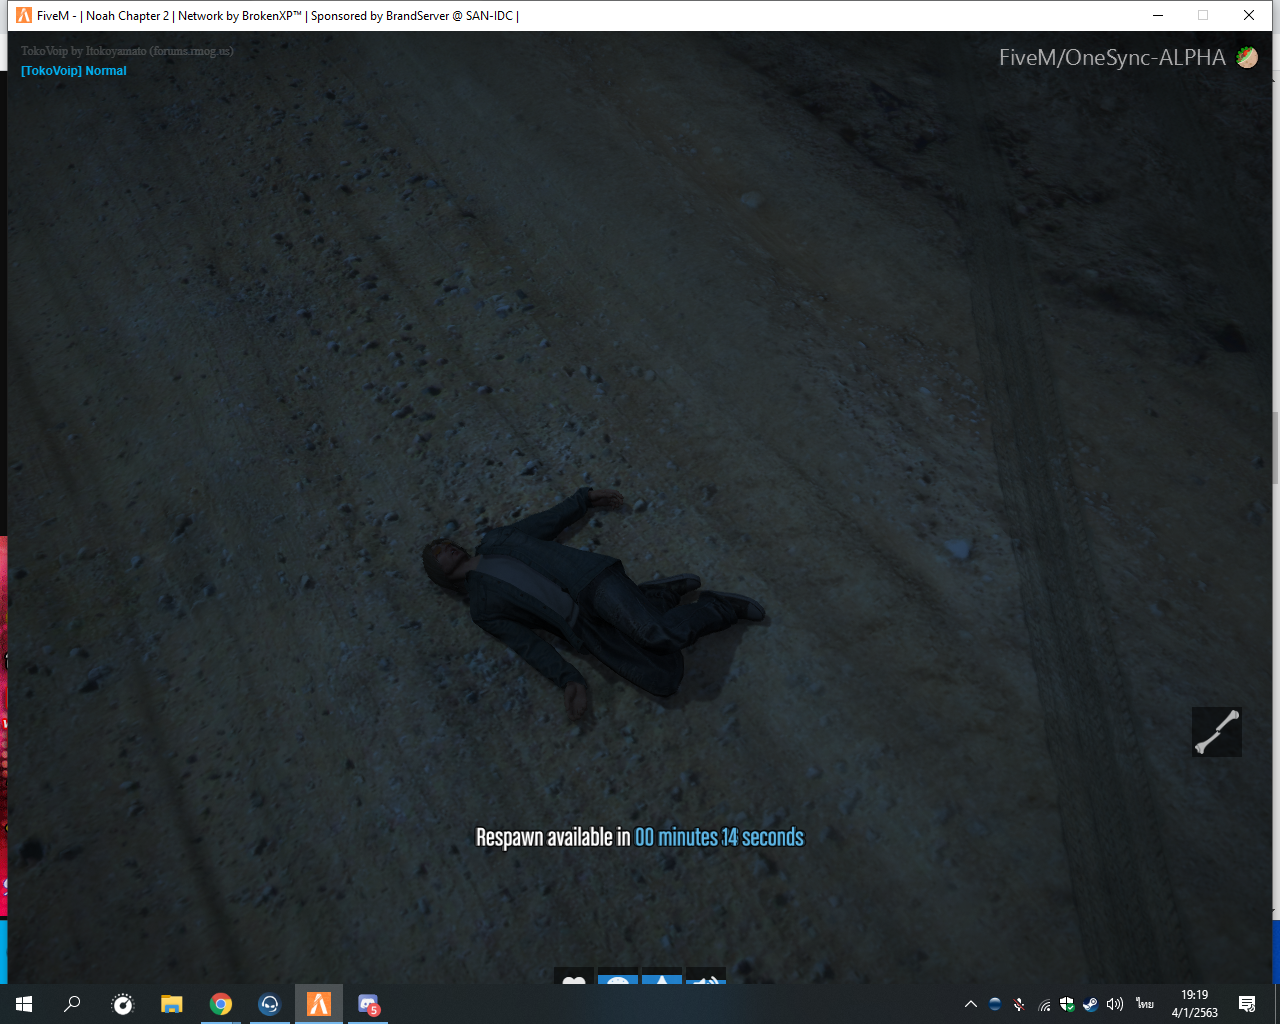 FiveM - | Noah Chapter 2 | Network by BrokenXP™ | Sponsored by BrandServer @ SAN-IDC |
TokoVoip by Itokoyamato (forums.rmog.us)
[TokoVoip] Normal
FiveM/OneSync-ALPHA
Respawn available in 00 minutes 14 seconds
5
ไทย
19:19
4/1/2563